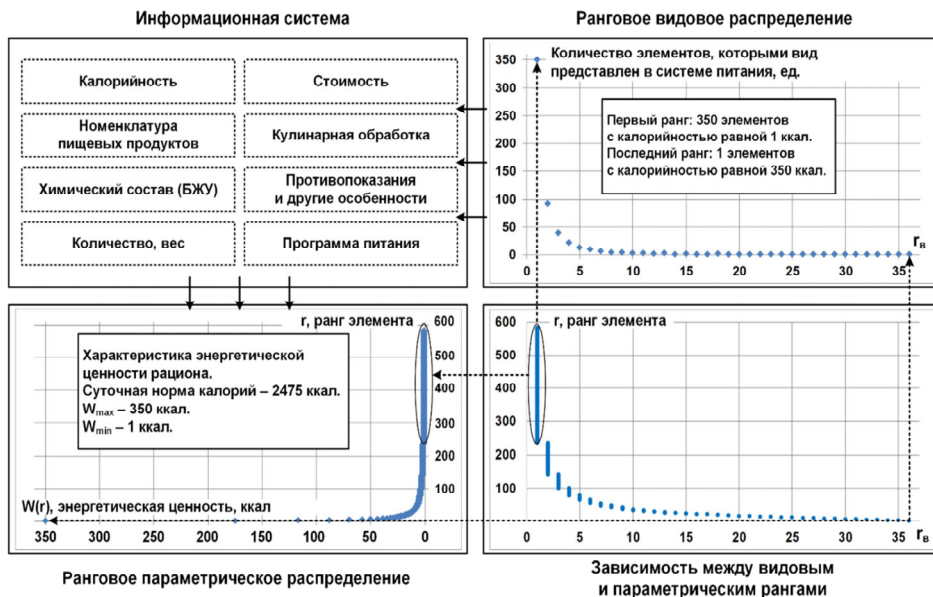 Информационная система
Калорийность
Стоимость
Номенклатура
пищевых продуктов
Кулинарная обработка
Химический состав (БЖУ)
Противопоказания
и другие особенности
Количество, вес
Программа питания
Ранговое видовое распределение
Количество элементов, которыми вид
представлен в системе питания, ед.
350
300
250
200
150
100
50
0
Первый ранг: 350 элементов
с калорийностью равной 1 ккал.
Последний ранг: 1 элементов
с калорийностью равной 350 ккал.
rв
0 5 10 15 20 25 30 35
r, ранг элемента
600
500
400
300
200
100
Характеристика энергетической
ценности рациона.
Суточная норма калорий – 2475 ккал.
Wmax – 350 ккал.
Wmin – 1 ккал.
W(r), энергетическая ценность, ккал
350 300 250 200 150 100 50 0
Ранговое параметрическое распределение
r, ранг элемента
600
500
400
300
200
100
0 5 10 15 20 25 30 35 rв
Зависимость между видовым
и параметрическим рангами